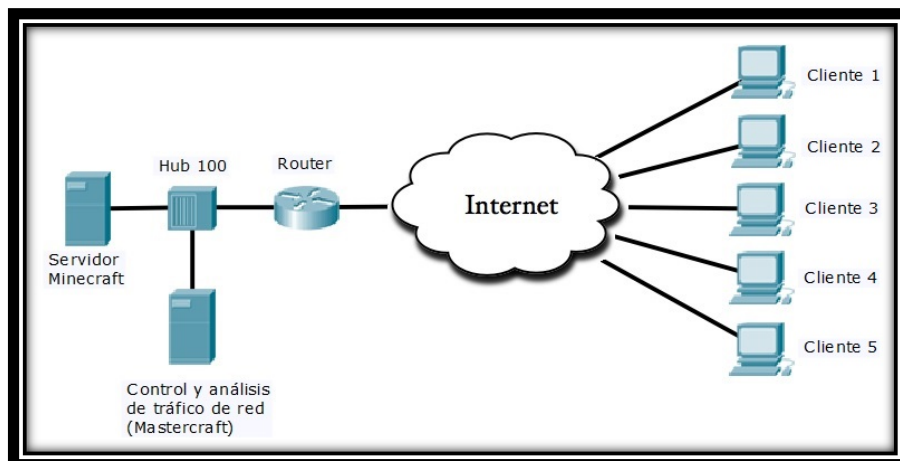 Hub 100
Router
Internet
Servidor
Minecraft
Control y análisis
de tráfico de red
(Mastercraft)
Cliente 1
Cliente 2
Cliente 3
Cliente 4
Cliente 5